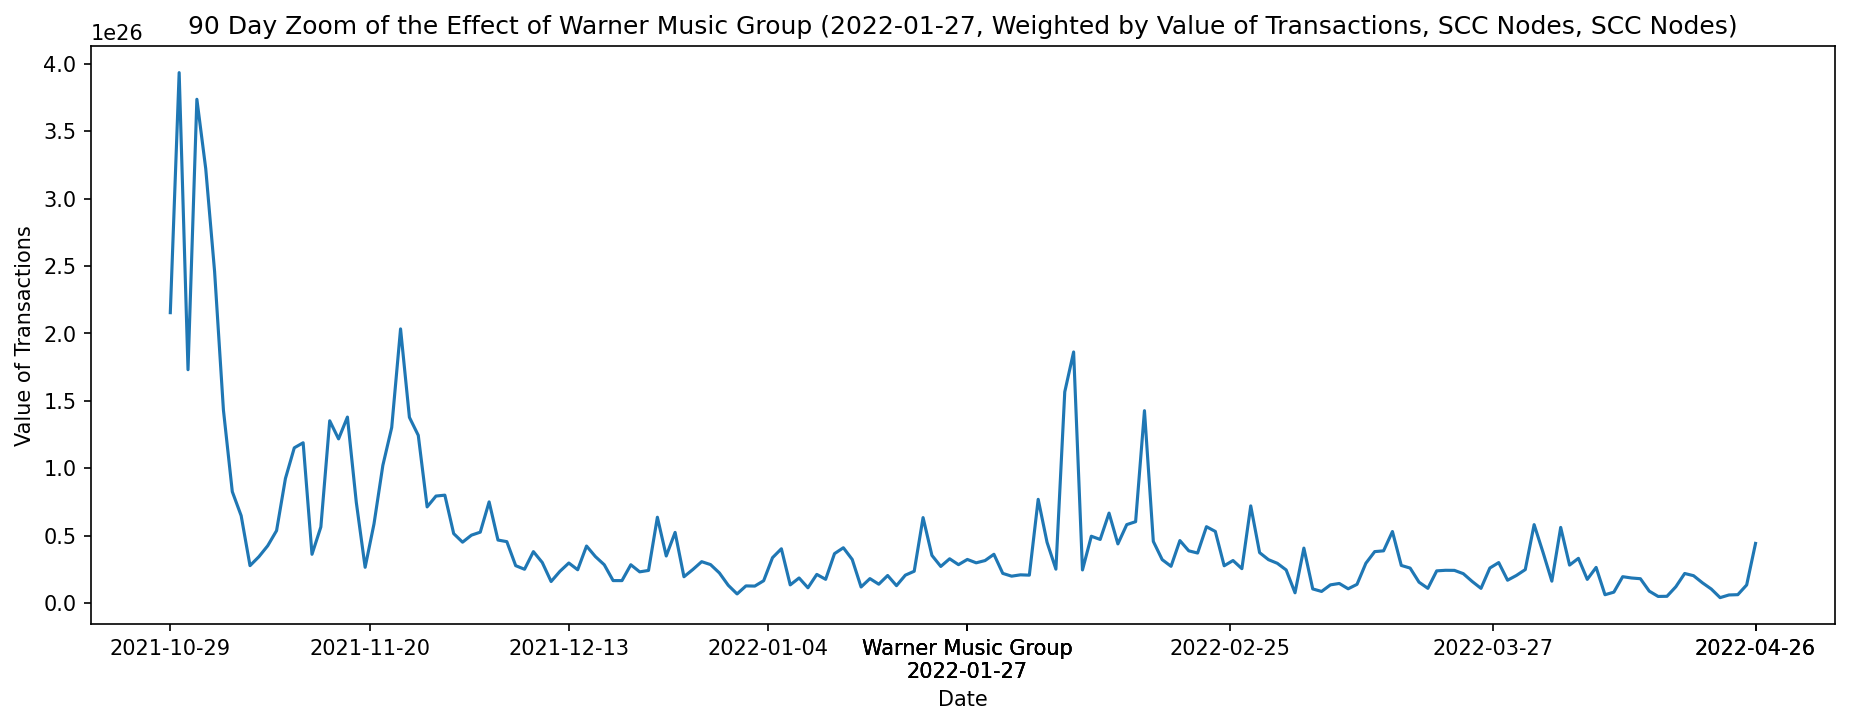 90 Day Zoom of the Effect of Warner Music Group (2022-01-27, Weighted by Value of Transactions, SCC Nodes, SCC Nodes)
1e26
4.0
3.5
3.0
2.5
2.0
1.5
1.0
0.5
0.0
Value of Transactions
2021-10-29 2021-11-20 2021-12-13 2022-01-04 Warner Music Group 2022-02-25 2022-03-27 2022-04-26
2022-01-27
Date